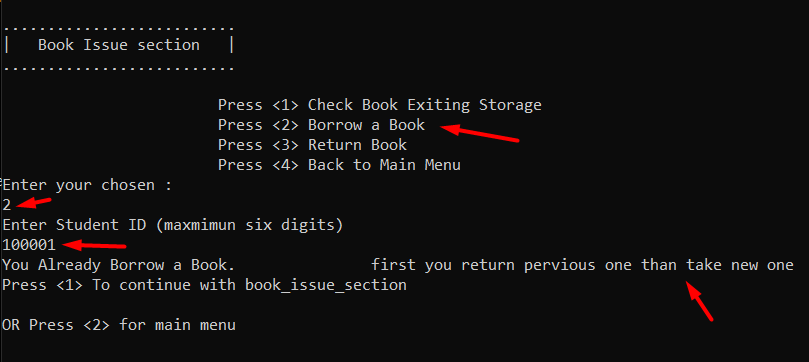 ..........................
|   Book Issue section   |
..........................
Press <1> Check Book Exiting Storage
Press <2> Borrow a Book
Press <3> Return Book
Press <4> Back to Main Menu
Enter your chosen :
2
Enter Student ID (maxmimun six digits)
100001
You Already Borrow a Book.               first you return pervious one than take new one
Press <1> To continue with book_issue_section
OR Press <2> for main menu